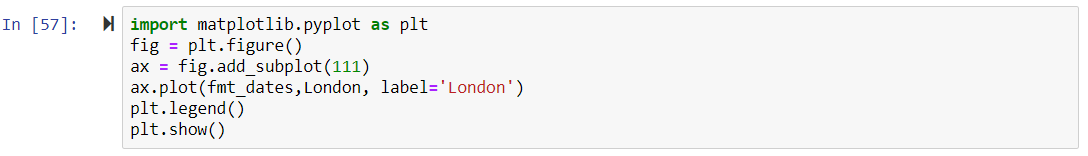 In [57]: import matplotlib.pyplot as plt
fig = plt.figure()
ax = fig.add_subplot(111)
ax.plot(fmt_dates,London, label='London')
plt.legend()
plt.show()